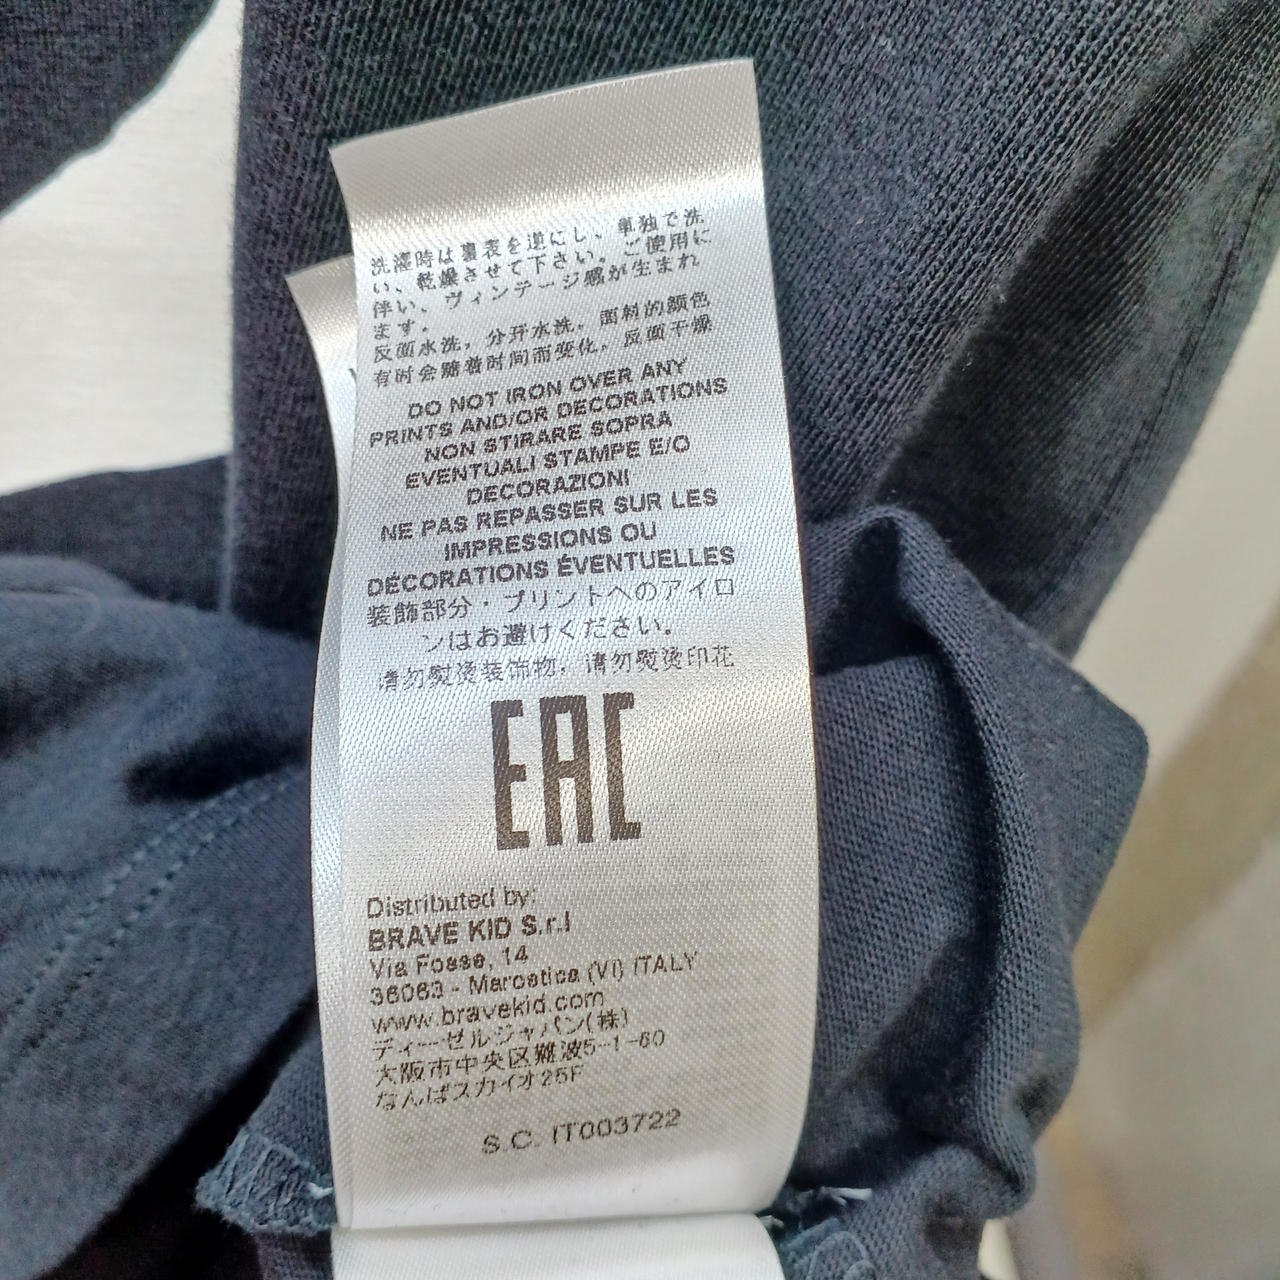 洗濯時は裏表を逆にし、単独で洗
い、乾燥させて下さい。ご使用に
伴い、ヴィンテージ感が生まれ
ます。
反面水洗，分开水洗，面料的颜色
有时会随着时间而变化，反面干燥
DO NOT IRON OVER ANY
PRINTS AND/OR DECORATIONS
NON STIRARE SOPRA
EVENTUALI STAMPE E/O
DECORAZIONI
NE PAS REPASSER SUR LES
IMPRESSIONS OU
DÉCORATIONS ÉVENTUELLES
装飾部分・プリントへのアイロ
ンはお避けください。
请勿熨烫装饰物，请勿熨烫印花
EAC
Distributed by:
BRAVE KID S.r.l
Via Fosse, 14
36063 - Marostica (VI) ITALY
www.bravekid.com
ディーゼルジャパン(株)
大阪市中央区難波5-1-60
なんばスカイオ25F
S.C. IT003722